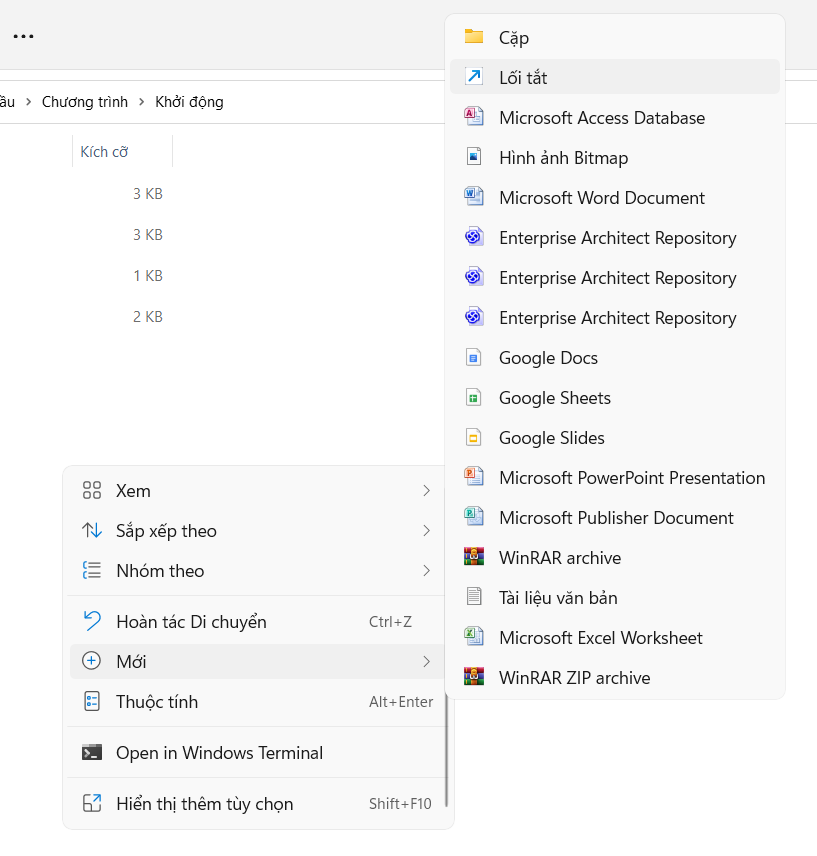 ầu > Chương trình > Khởi động
Kích cỡ
3 KB
3 KB
1 KB
2 KB
Xem
Sắp xếp theo
Nhóm theo
Hoàn tác Di chuyển Ctrl+Z
Mới
Thuộc tính Alt+Enter
Open in Windows Terminal
Hiển thị thêm tùy chọn Shift+F10
Cặp
Lối tắt
Microsoft Access Database
Hình ảnh Bitmap
Microsoft Word Document
Enterprise Architect Repository
Enterprise Architect Repository
Enterprise Architect Repository
Google Docs
Google Sheets
Google Slides
Microsoft PowerPoint Presentation
Microsoft Publisher Document
WinRAR archive
Tài liệu văn bản
Microsoft Excel Worksheet
WinRAR ZIP archive